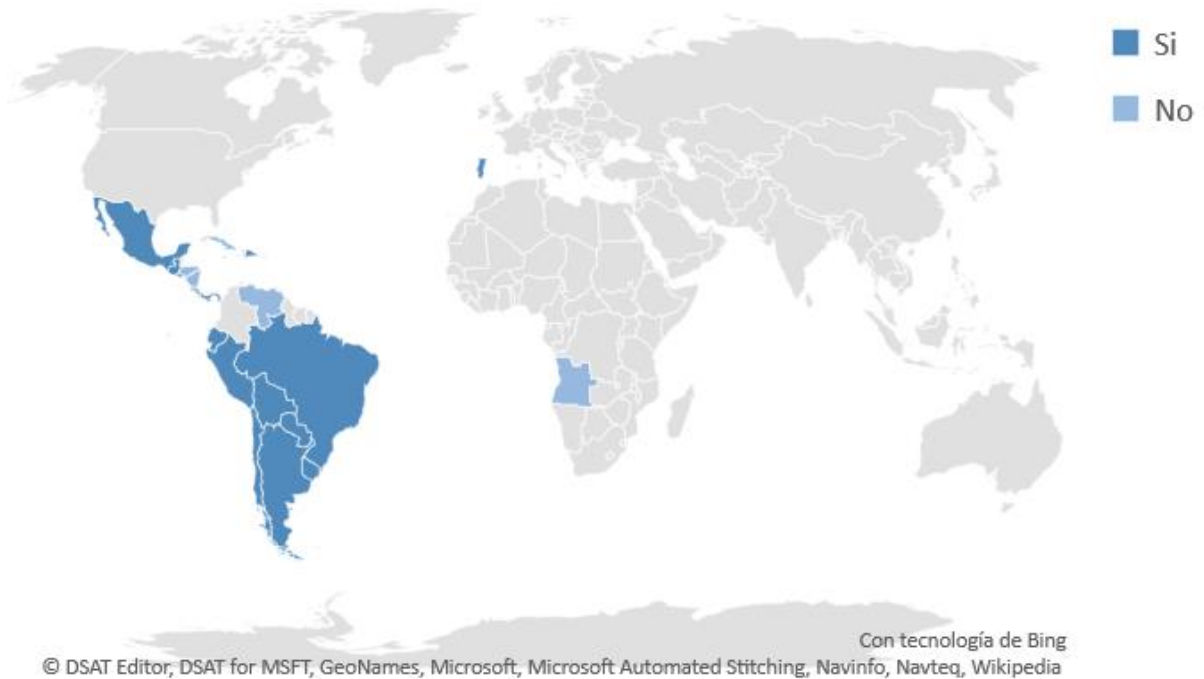 Si
No
Con tecnología de Bing
© DSAT Editor, DSAT for MSFT, GeoNames, Microsoft, Microsoft Automated Stitching, Navinfo, Navteq, Wikipedia